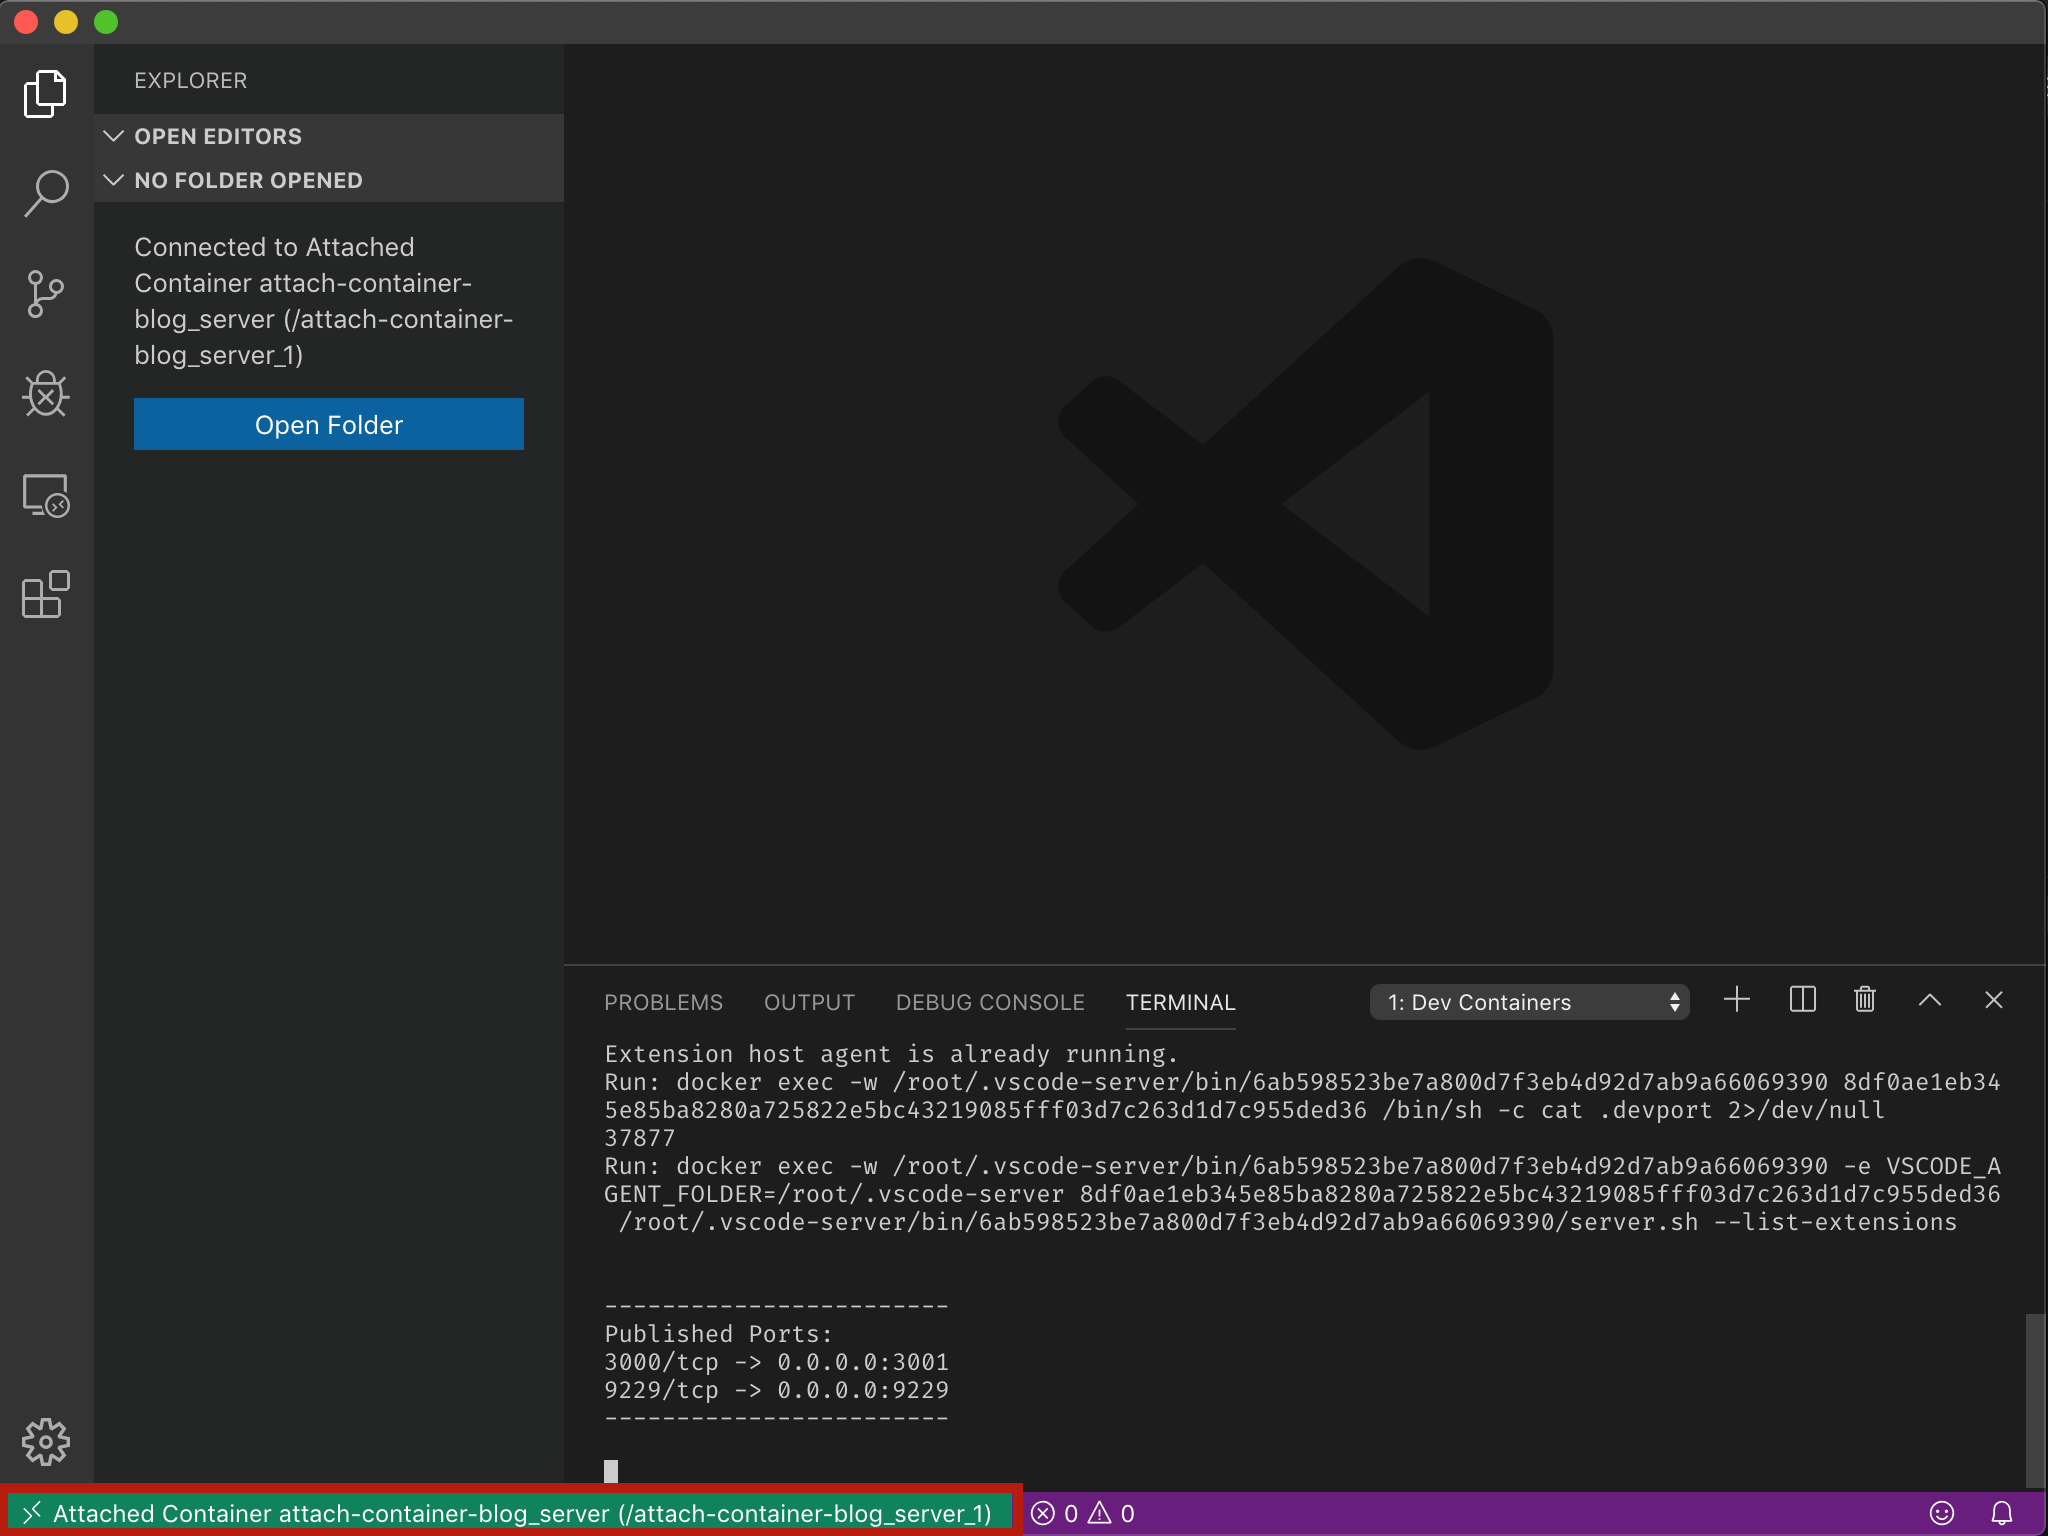 EXPLORER
OPEN EDITORS
NO FOLDER OPENED
Connected to Attached
Container attach-container-
blog_server (/attach-container-
blog_server_1)
Open Folder
PROBLEMS OUTPUT DEBUG CONSOLE TERMINAL 1: Dev Containers
Extension host agent is already running.
Run: docker exec -w /root/.vscode-server/bin/6ab598523be7a800d7f3eb4d92d7ab9a66069390 8df0ae1eb34
5e85ba8280a725822e5bc43219085fff03d7c263d1d7c955ded36 /bin/sh -c cat .devport 2>/dev/null
37877
Run: docker exec -w /root/.vscode-server/bin/6ab598523be7a800d7f3eb4d92d7ab9a66069390 -e VSCODE_A
GENT_FOLDER=/root/.vscode-server 8df0ae1eb345e85ba8280a725822e5bc43219085fff03d7c263d1d7c955ded36
/root/.vscode-server/bin/6ab598523be7a800d7f3eb4d92d7ab9a66069390/server.sh --list-extensions
------------------------
Published Ports:
3000/tcp -> 0.0.0.0:3001
9229/tcp -> 0.0.0.0:9229
------------------------
Attached Container attach-container-blog_server (/attach-container-blog_server_1) 0 0